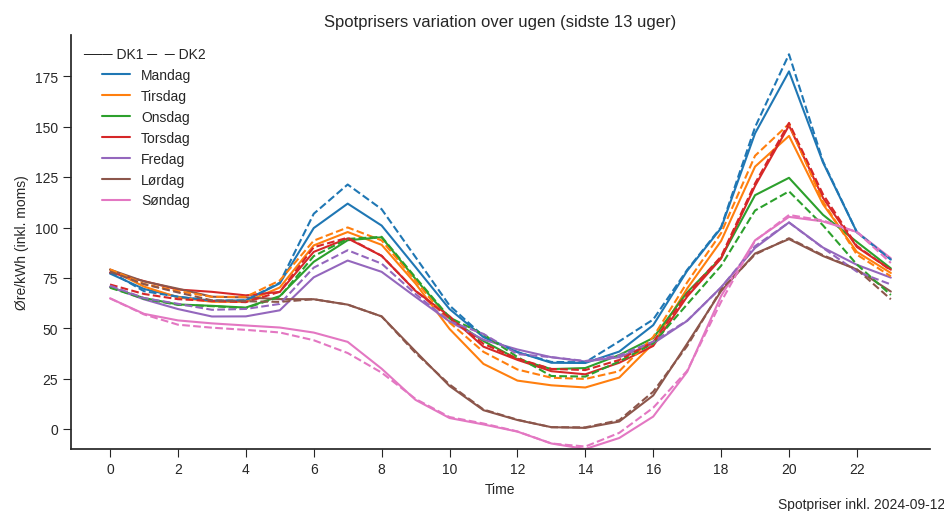 Spotprisers variation over ugen (sidste 13 uger)
DK1 DK2
Mandag
Tirsdag
Onsdag
Torsdag
Fredag
Lørdag
Søndag
Øre/kWh (inkl. moms)
175
150
125
100
75
50
25
0
0 2 4 6 8 10 12 14 16 18 20 22
Time
Spotpriser inkl. 2024-09-12